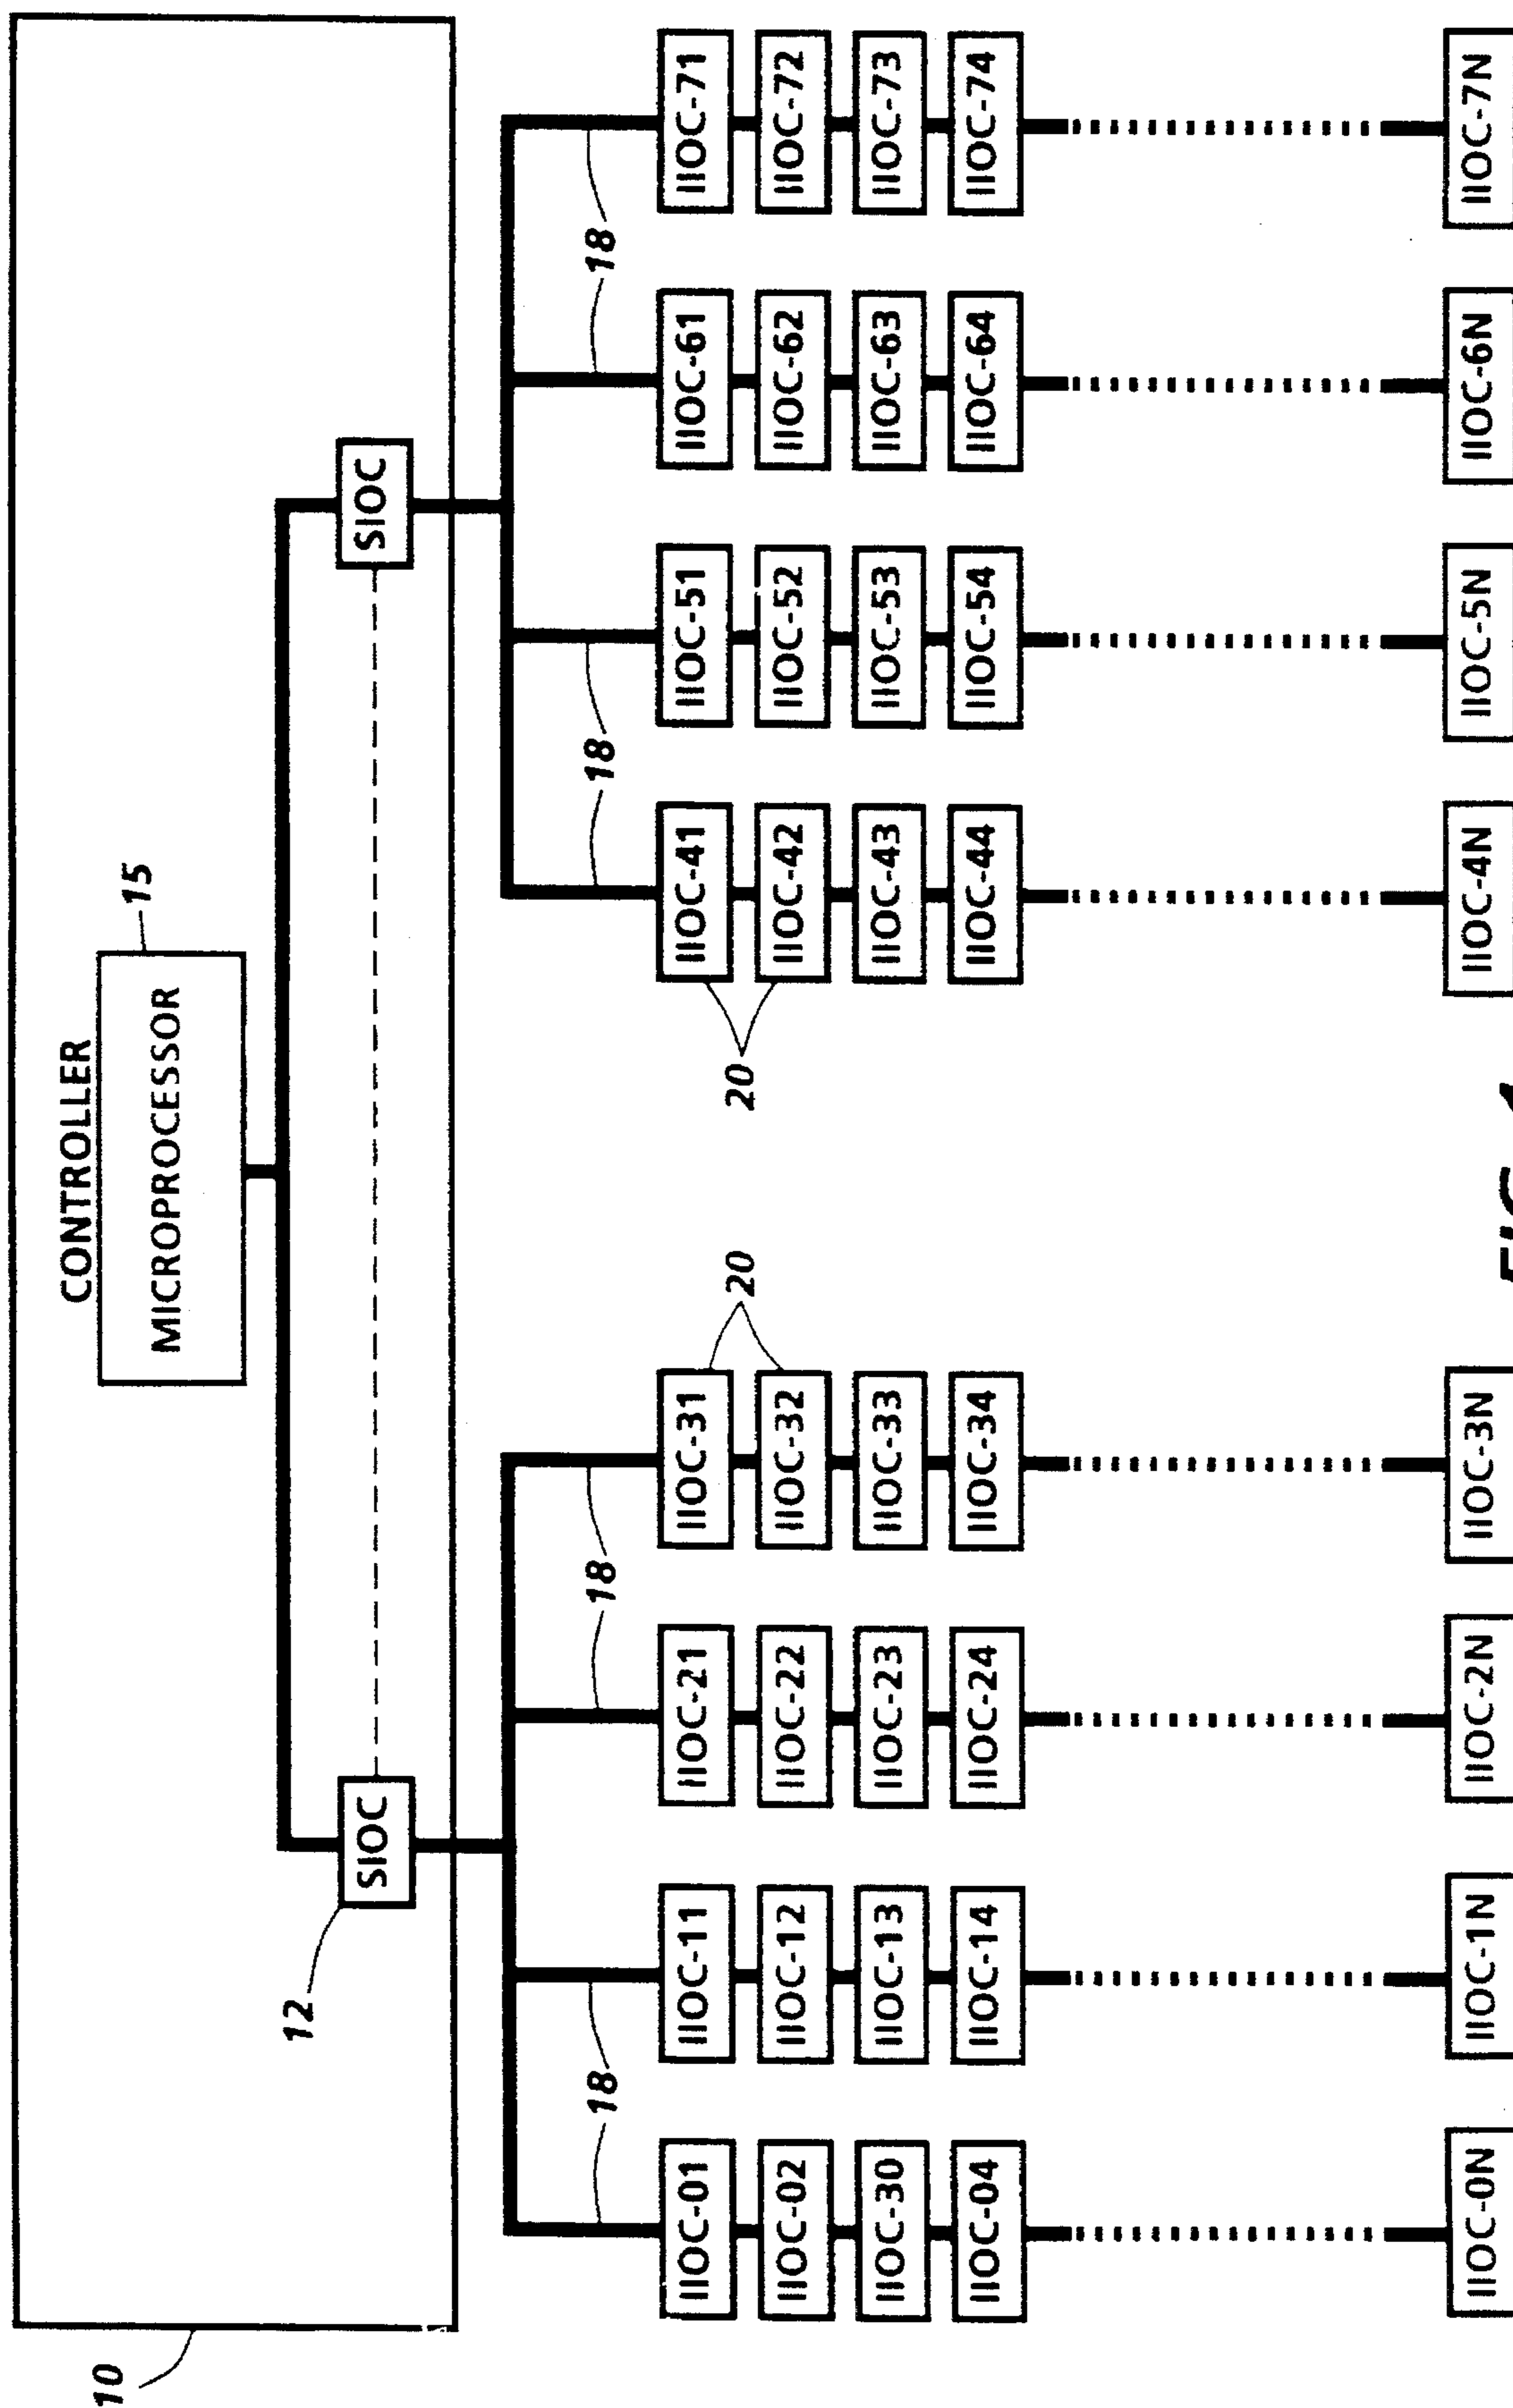 10
CONTROLLER
MICROPROCESSOR
15
12
SIOC
SIOC
18
18
18
18
IIOC-01
IIOC-11
IIOC-21
IIOC-31
IIOC-41
IIOC-51
IIOC-61
IIOC-71
20
20
IIOC-02
IIOC-12
IIOC-22
IIOC-32
IIOC-42
IIOC-52
IIOC-62
IIOC-72
IIOC-30
IIOC-13
IIOC-23
IIOC-33
IIOC-43
IIOC-53
IIOC-63
IIOC-73
IIOC-04
IIOC-14
IIOC-24
IIOC-34
IIOC-44
IIOC-54
IIOC-64
IIOC-74
IIOC-0N
IIOC-1N
IIOC-2N
IIOC-3N
IIOC-4N
IIOC-5N
IIOC-6N
IIOC-7N
FIG. 1